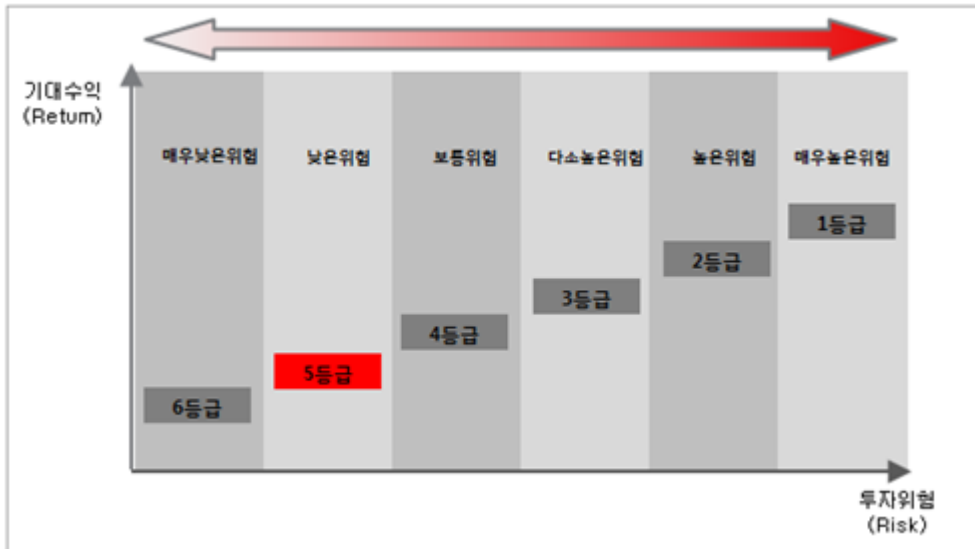 기대수익
(Return)
매우낮은위험 낮은위험 보통위험 다소높은위험 높은위험 매우높은위험
1등급
2등급
3등급
4등급
5등급
6등급
투자위험
(Risk)